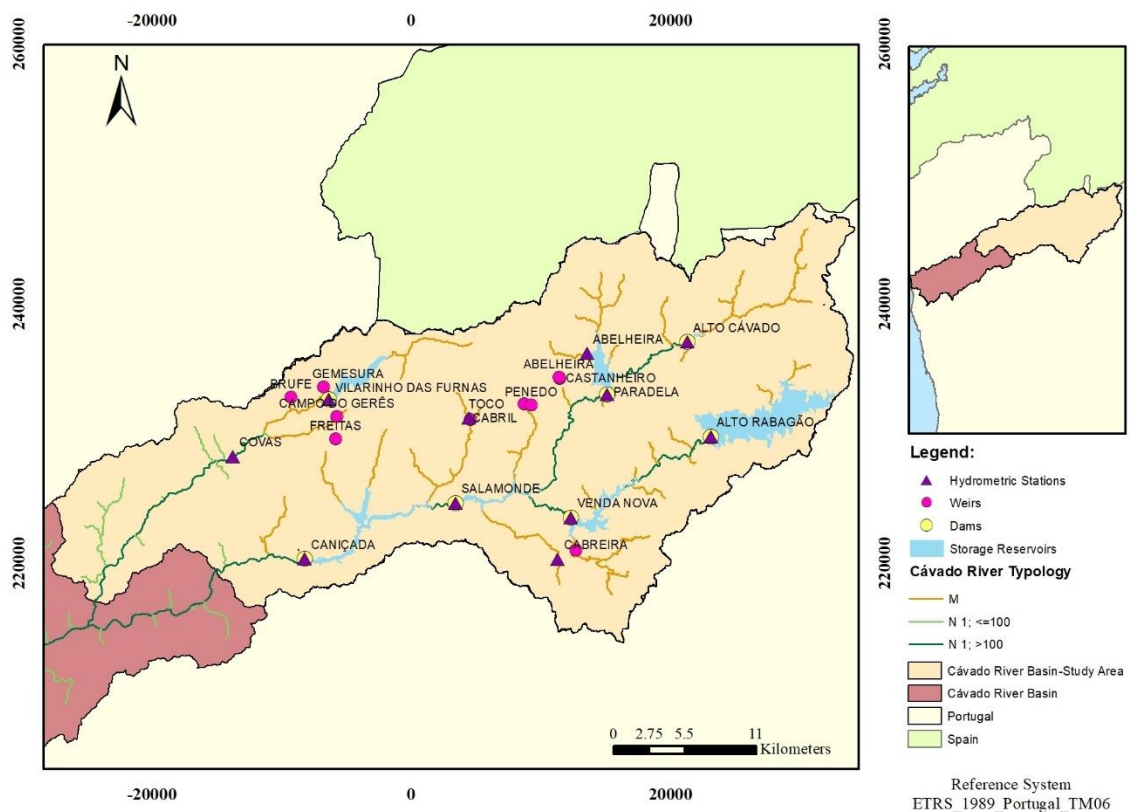 -20000 0 20000
260000
260000
N
240000
240000
ALTO CÁVADO
ABELHEIRA
ABELHEIRA
GEMESURA
CASTANHEIRO
BRUFE
VILARINHO DAS FURNAS
PENEDO
PARADELA
CAMPO DO GERÊS
TOCO
FREITAS
CABRIL
ALTO RABAGÃO
COVAS
SALAMONDE
VENDA NOVA
CANIÇADA
CABREIRA
220000
220000
0 2.75 5.5 11
Kilometers
-20000 0 20000
Legend:
Hydrometric Stations
Weirs
Dams
Storage Reservoirs
Cávado River Typology
M
N 1; <=100
N 1; >100
Cávado River Basin-Study Area
Cávado River Basin
Portugal
Spain
Reference System
ETRS_1989_Portugal_TM06